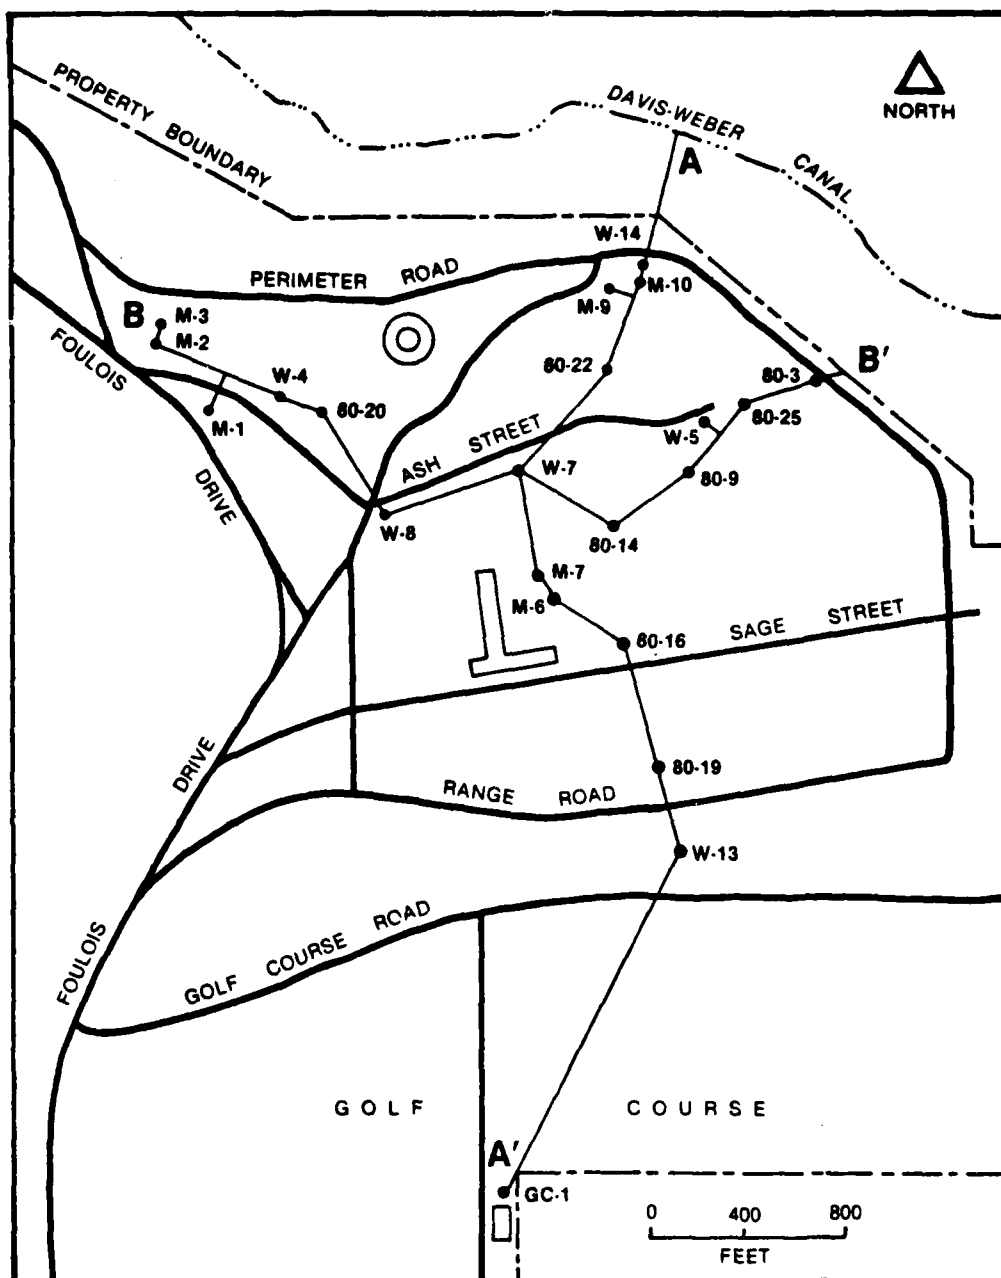 PROPERTY BOUNDARY
DAVIS-WEBER CANAL
NORTH
A
W-14
PERIMETER ROAD
M-10
M-9
B
M-3
M-2
FOULOIS
B'
80-3
80-22
W-4
80-20
M-1
80-25
W-5
ASH STREET
W-7
80-9
DRIVE
W-8
80-14
M-7
M-6
SAGE STREET
80-16
DRIVE
80-19
RANGE ROAD
W-13
FOULOIS
GOLF COURSE ROAD
GOLF COURSE
A'
GC-1
0 400 800
FEET